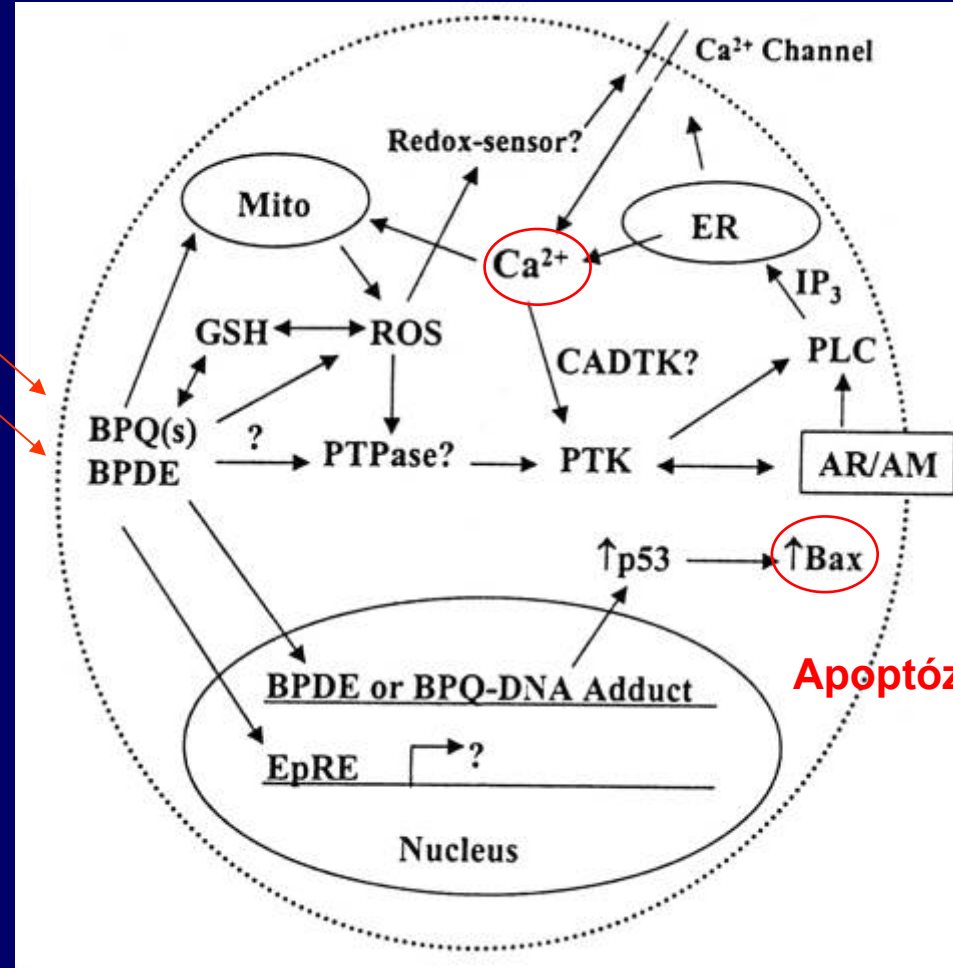 Ca²⁺ Channel
Redox-sensor?
Mito
ER
Ca²⁺
IP₃
GSH
ROS
PLC
CADTK?
BPQ(s)
BPDE
?
PTPase?
PTK
AR/AM
↑p53
↑Bax
BPDE or BPQ-DNA Adduct
Apoptóz
EpRE
?
Nucleus